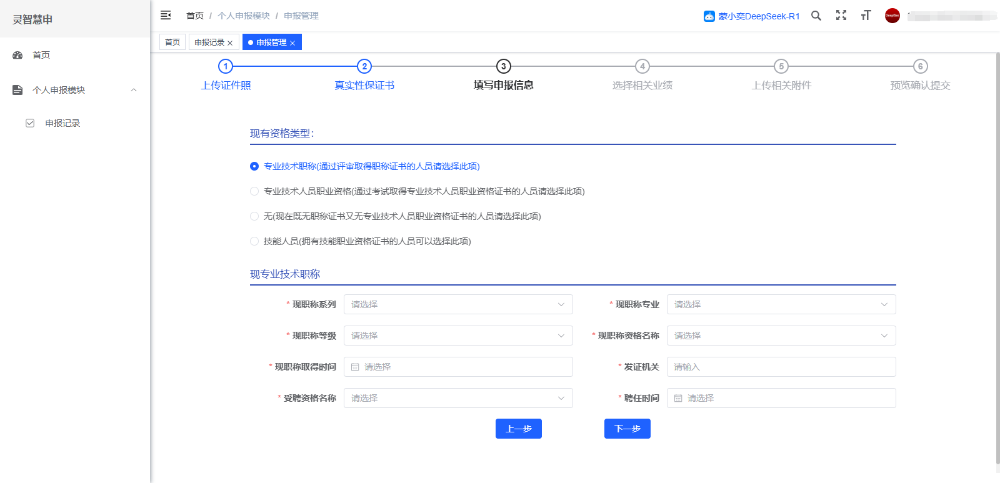 灵智慧申
首页 / 个人申报模块 / 申报管理
蒙小奕DeepSeek-R1
首页
申报记录 ×
申报管理 ×
首页
个人申报模块
申报记录
1 2 3 4 5 6
上传证件照 真实性保证书 填写申报信息 选择相关业绩 上传相关附件 预览确认提交
现有资格类型：
专业技术职称(通过评审取得职称证书的人员请选择此项)
专业技术人员职业资格(通过考试取得专业技术人员职业资格证书的人员请选择此项)
无(现在既无职称证书又无专业技术人员职业资格证书的人员请选择此项)
技能人员(拥有技能职业资格证书的人员可以选择此项)
现专业技术职称
* 现职称系列 请选择 * 现职称专业 请选择
* 现职称等级 请选择 * 现职称资格名称 请选择
* 现职称取得时间 请选择 * 发证机关 请输入
* 受聘资格名称 请选择 * 聘任时间 请选择
上一步 下一步